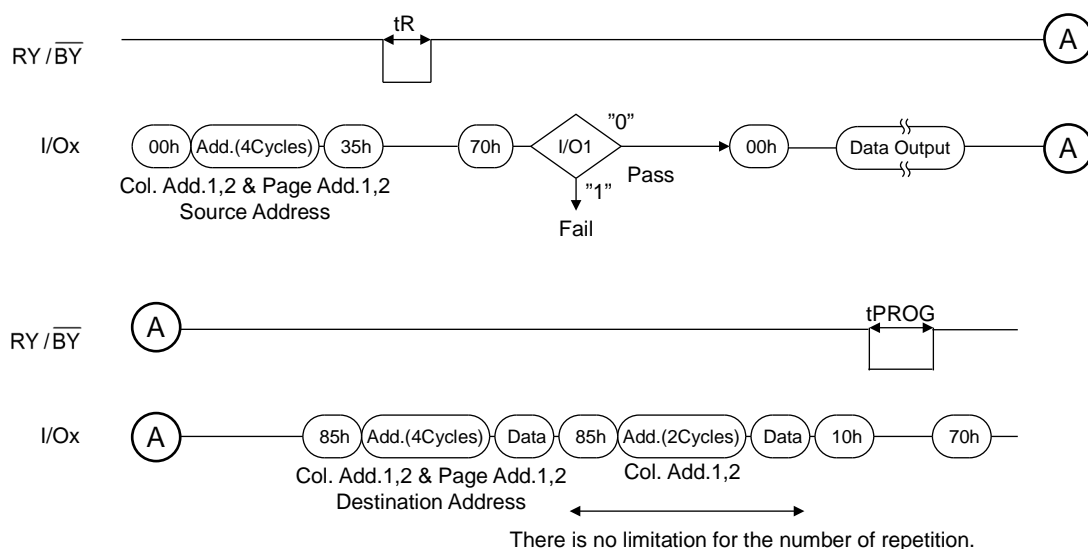 tR
RY / BY
A
I/Ox
00h Add.(4Cycles) 35h 70h I/O1 "0" 00h Data Output A
Pass
"1"
Col. Add.1,2 & Page Add.1,2
Source Address
Fail
A
tPROG
RY / BY
I/Ox
A 85h Add.(4Cycles) Data 85h Add.(2Cycles) Data 10h 70h
Col. Add.1,2 & Page Add.1,2 Col. Add.1,2
Destination Address
There is no limitation for the number of repetition.